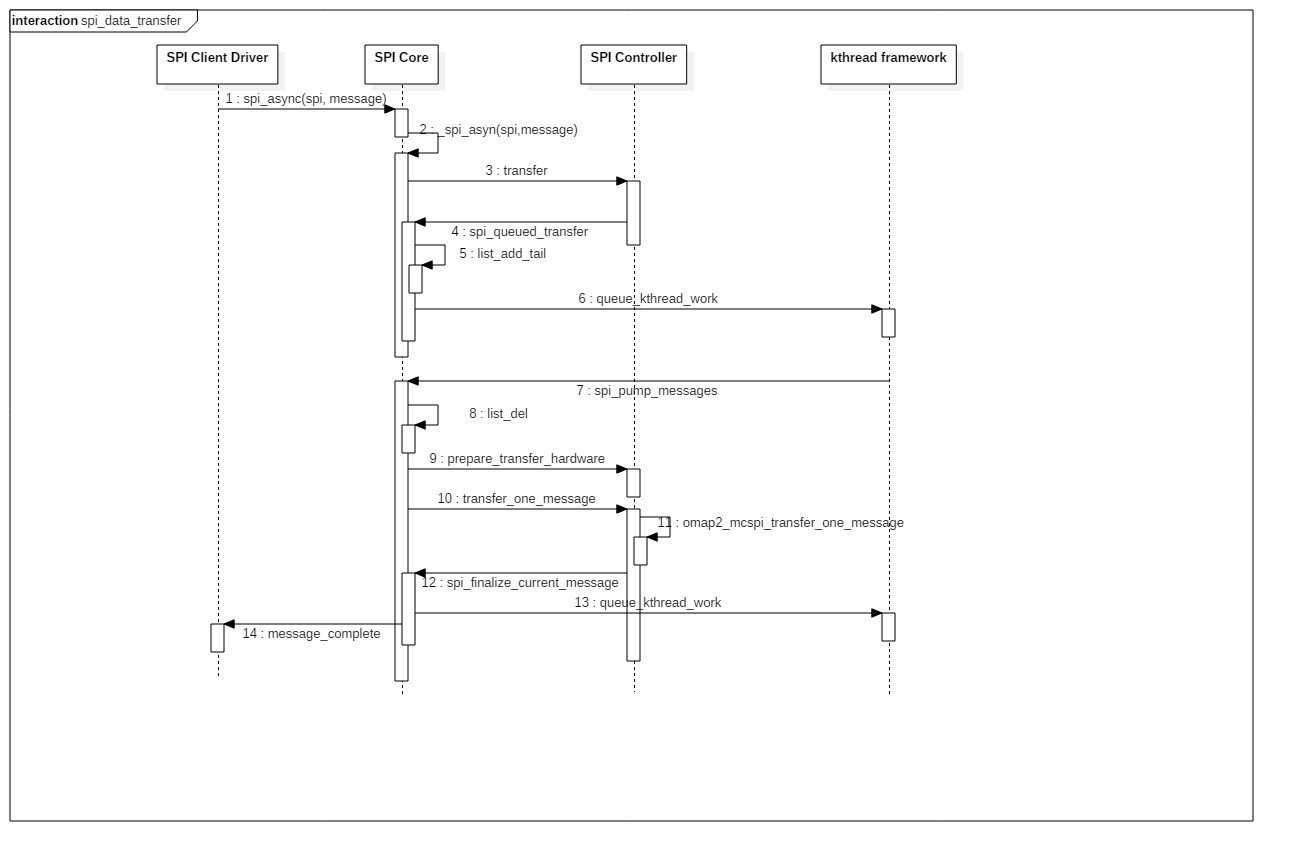 interaction spi_data_transfer
SPI Client Driver
SPI Core
SPI Controller
kthread framework
1 : spi_async(spi, message)
2 : _spi_asyn(spi,message)
3 : transfer
4 : spi_queued_transfer
5 : list_add_tail
6 : queue_kthread_work
7 : spi_pump_messages
8 : list_del
9 : prepare_transfer_hardware
10 : transfer_one_message
11 : omap2_mcspi_transfer_one_message
12 : spi_finalize_current_message
13 : queue_kthread_work
14 : message_complete